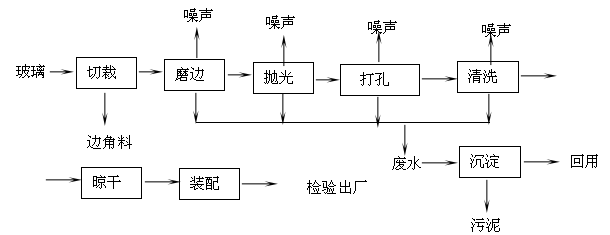 噪声 噪声 噪声 噪声
玻璃 切裁 磨边 抛光 打孔 清洗
边角料
废水 沉淀 回用
晾干 装配 检验出厂
污泥